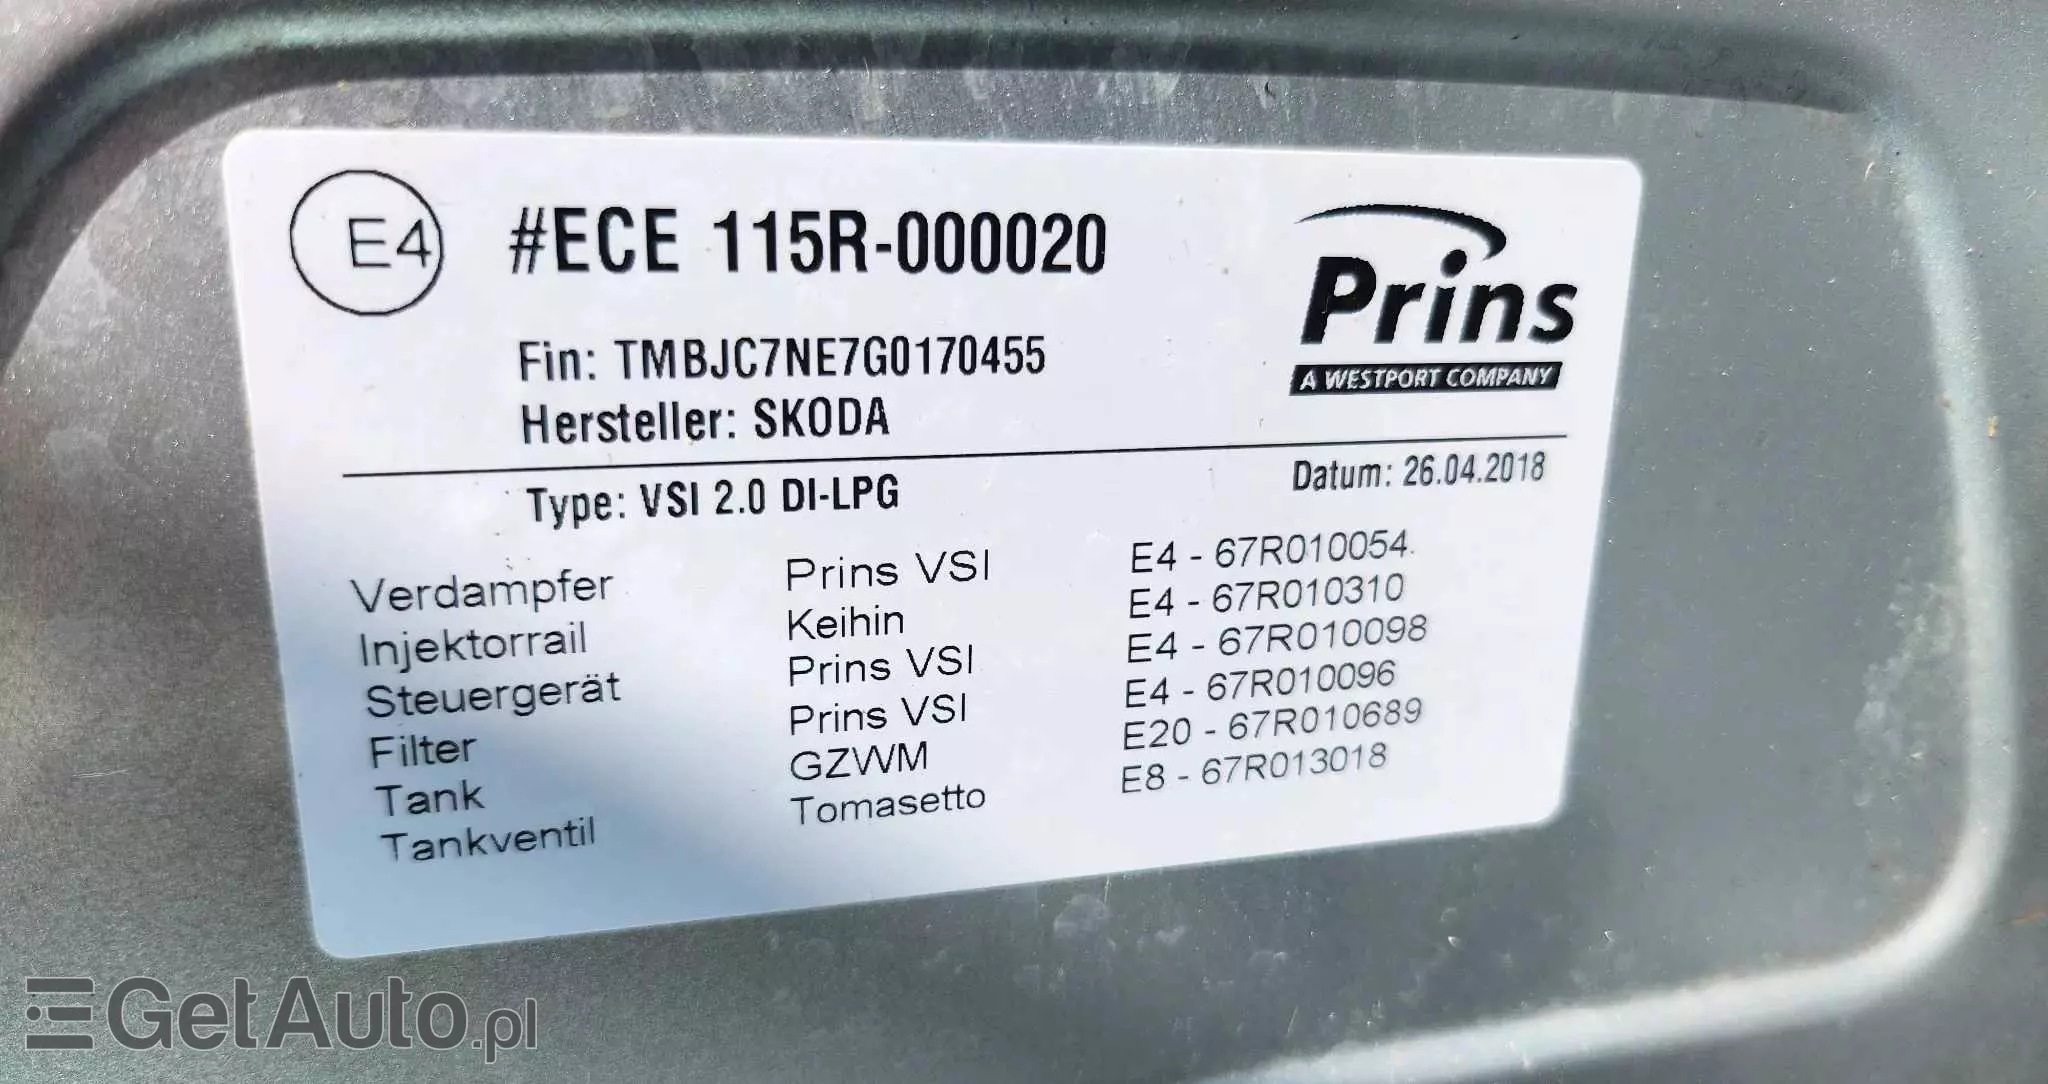 E4 #ECE 115R-000020
Prins
A WESTPORT COMPANY
Fin: TMBJC7NE7G0170455
Hersteller: SKODA
Type: VSI 2.0 DI-LPG Datum: 26.04.2018
Verdampfer Prins VSI E4 - 67R010054
Injektorrail Keihin E4 - 67R010310
Steuergerät Prins VSI E4 - 67R010098
Filter Prins VSI E4 - 67R010096
Tank GZWM E20 - 67R010689
Tankventil Tomasetto E8 - 67R013018
GetAuto.pl